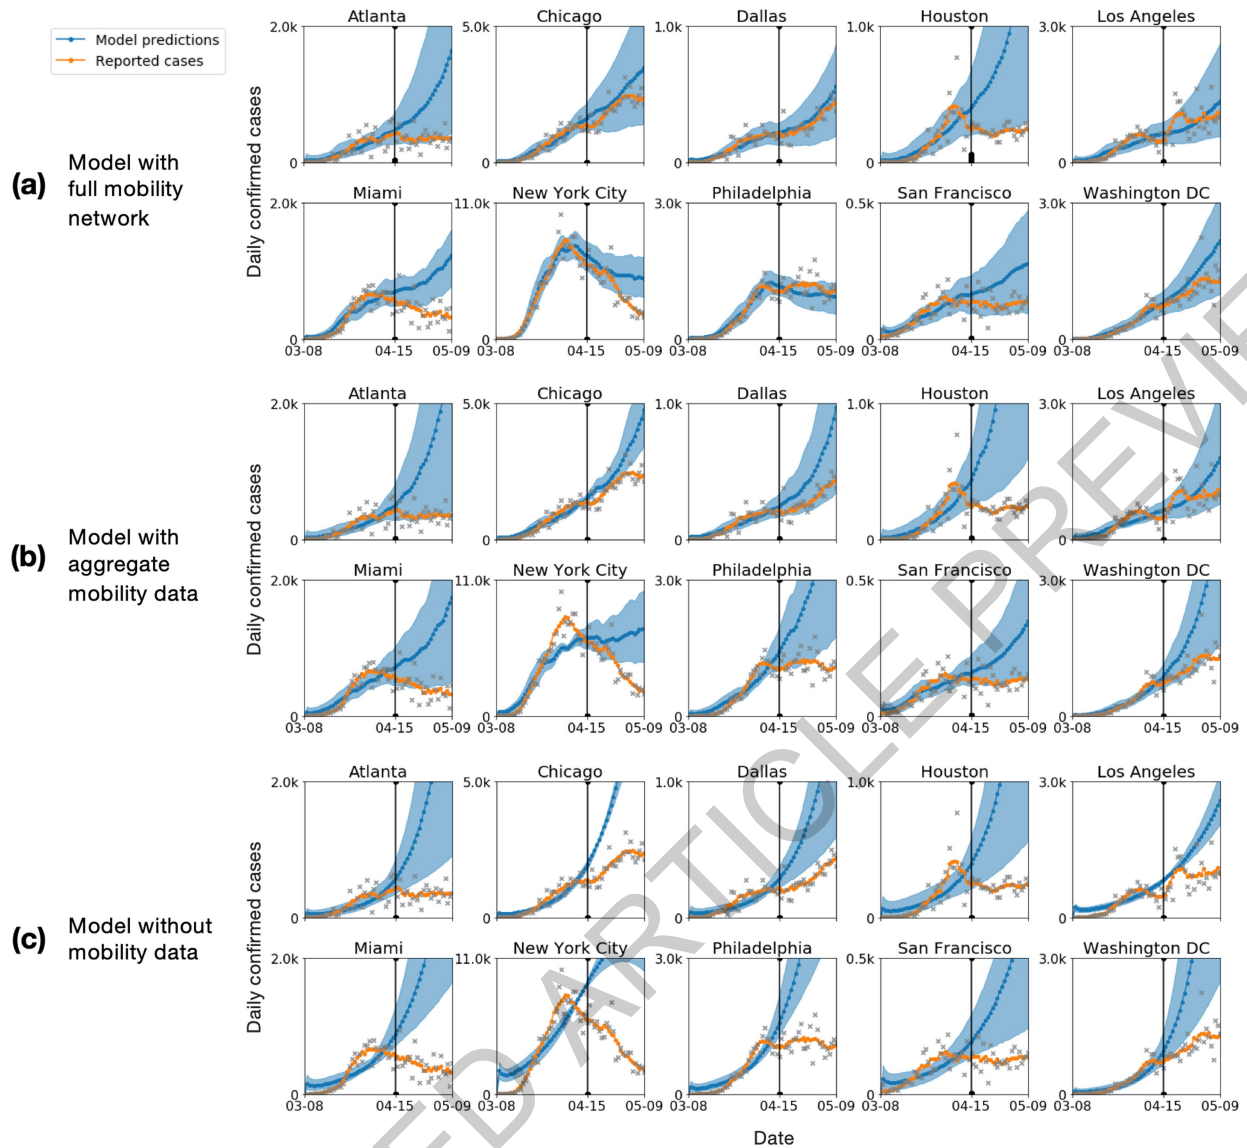 Model predictions
Reported cases
(a) Model with
full mobility
network
Daily confirmed cases
Atlanta Chicago Dallas Houston Los Angeles
2.0k 5.0k 1.0k 1.0k 3.0k
0 0 0 0 0
Miami New York City Philadelphia San Francisco Washington DC
2.0k 11.0k 3.0k 0.5k 3.0k
0 0 0 0 0
03-08 04-15 05-09 03-08 04-15 05-09 03-08 04-15 05-09 03-08 04-15 05-09 03-08 04-15 05-09
(b) Model with
aggregate
mobility data
Daily confirmed cases
Atlanta Chicago Dallas Houston Los Angeles
2.0k 5.0k 1.0k 1.0k 3.0k
0 0 0 0 0
Miami New York City Philadelphia San Francisco Washington DC
2.0k 11.0k 3.0k 0.5k 3.0k
0 0 0 0 0
03-08 04-15 05-09 03-08 04-15 05-09 03-08 04-15 05-09 03-08 04-15 05-09 03-08 04-15 05-09
(c) Model without
mobility data
Daily confirmed cases
Atlanta Chicago Dallas Houston Los Angeles
2.0k 5.0k 1.0k 1.0k 3.0k
0 0 0 0 0
Miami New York City Philadelphia San Francisco Washington DC
2.0k 11.0k 3.0k 0.5k 3.0k
0 0 0 0 0
03-08 04-15 05-09 03-08 04-15 05-09 03-08 04-15 05-09 03-08 04-15 05-09 03-08 04-15 05-09
Date
ED ARTICLE PREVIE